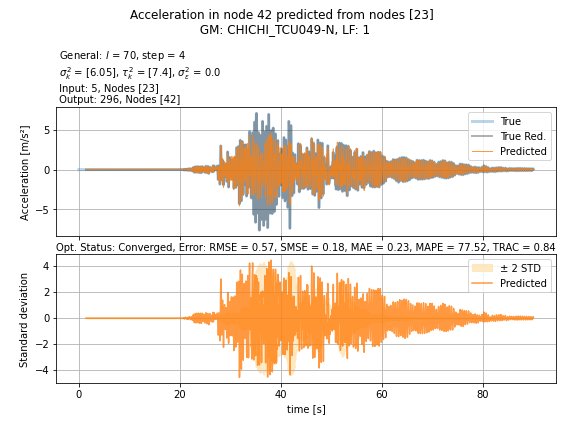 Acceleration in node 42 predicted from nodes [23]
GM: CHICHI_TCU049-N, LF: 1
General: l = 70, step = 4
σ²ₖ = [6.05], τ²ₖ = [7.4], σ²ε = 0.0
Input: 5, Nodes [23]
Output: 296, Nodes [42]
Acceleration [m/s²]
5
0
−5
True
True Red.
Predicted
Opt. Status: Converged, Error: RMSE = 0.57, SMSE = 0.18, MAE = 0.23, MAPE = 77.52, TRAC = 0.84
Standard deviation
4
2
0
−2
−4
± 2 STD
Predicted
0 20 40 60 80
time [s]